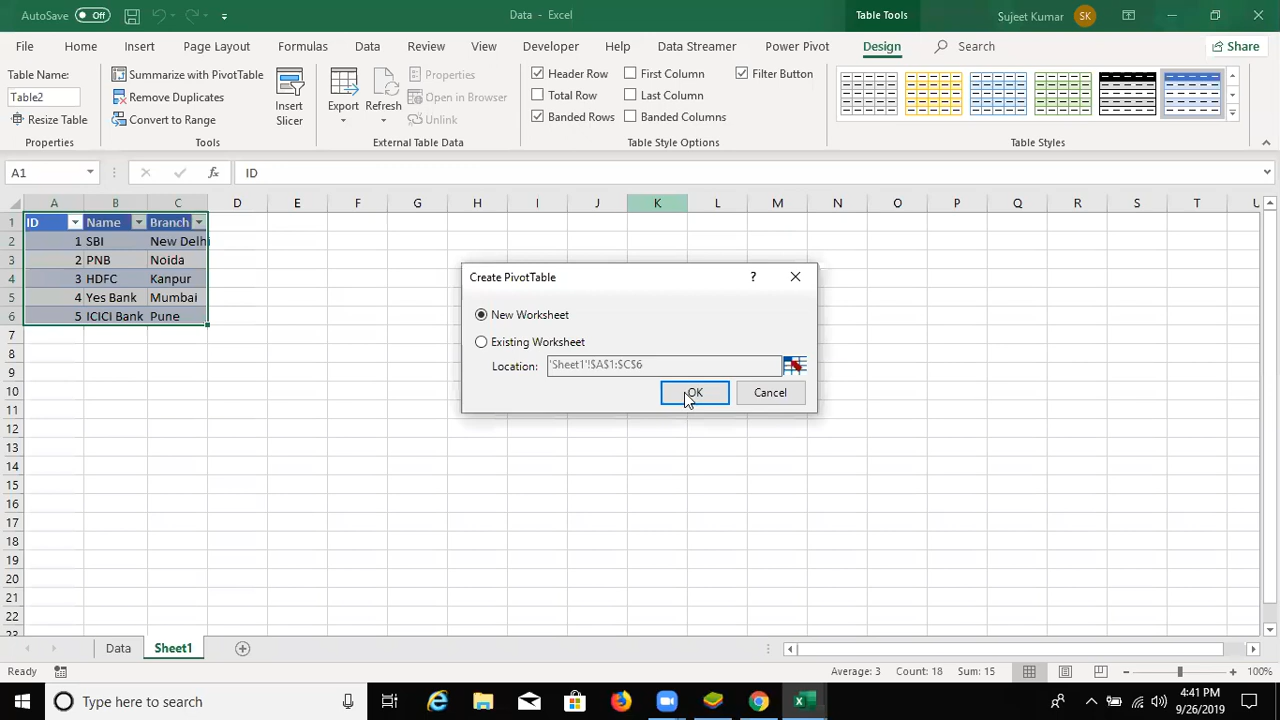 AutoSave Off Data - Excel Table Tools Sujeet Kumar SK
File Home Insert Page Layout Formulas Data Review View Developer Help Data Streamer Power Pivot Design Search Share
Table Name:
Table2
Resize Table
Properties
Summarize with PivotTable
Remove Duplicates
Convert to Range
Insert
Slicer
Tools
Export
Refresh
Properties
Open in Browser
Unlink
External Table Data
Header Row First Column Filter Button
Total Row Last Column
Banded Rows Banded Columns
Table Style Options
Table Styles
A1 fx ID
A B C D E F G H I J K L M N O P Q R S T U
1 ID Name Branch
2 1 SBI New Delhi
3 2 PNB Noida
4 3 HDFC Kanpur
5 4 Yes Bank Mumbai
6 5 ICICI Bank Pune
7
8
9
10
11
12
13
14
15
16
17
18
19
20
21
22
23
Create PivotTable ?
New Worksheet
Existing Worksheet
Location: 'Sheet1'!$A$1:$C$6
OK Cancel
Data Sheet1
Ready Average: 3 Count: 18 Sum: 15 100%
Type here to search
4:41 PM
9/26/2019